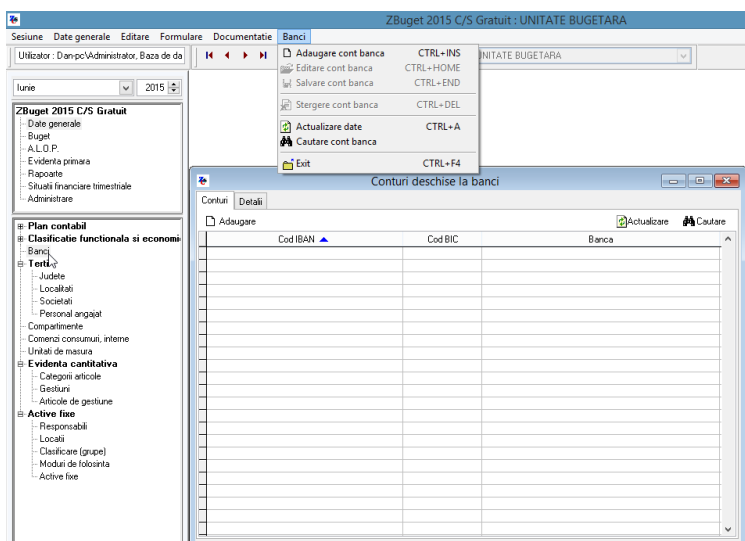 ZBuget 2015 C/S Gratuit : UNITATE BUGETARA
Sesiune Date generale Editare Formulare Documentatie Banci
Utilizator : Dan-pc\Administrator, Baza de da
UNITATE BUGETARA
Adaugare cont banca CTRL+INS
Editare cont banca CTRL+HOME
Salvare cont banca CTRL+END
Stergere cont banca CTRL+DEL
Actualizare date CTRL+A
Cautare cont banca
Exit CTRL+F4
Iunie 2015
ZBuget 2015 C/S Gratuit
Date generale
Buget
A.L.O.P.
Evidenta primara
Rapoarte
Situatii financiare trimestriale
Administrare
Plan contabil
Clasificatie functionala si economi
Banci
Terti
Judete
Localitati
Societati
Personal angajat
Compartimente
Comenzi consumuri, interne
Unitati de masura
Evidenta cantitativa
Categorii articole
Gestiuni
Articole de gestiune
Active fixe
Responsabili
Locatii
Clasificare (grupe)
Moduri de folosinta
Active fixe
Conturi deschise la banci
Conturi Detalii
Adaugare Actualizare Cautare
Cod IBAN Cod BIC Banca